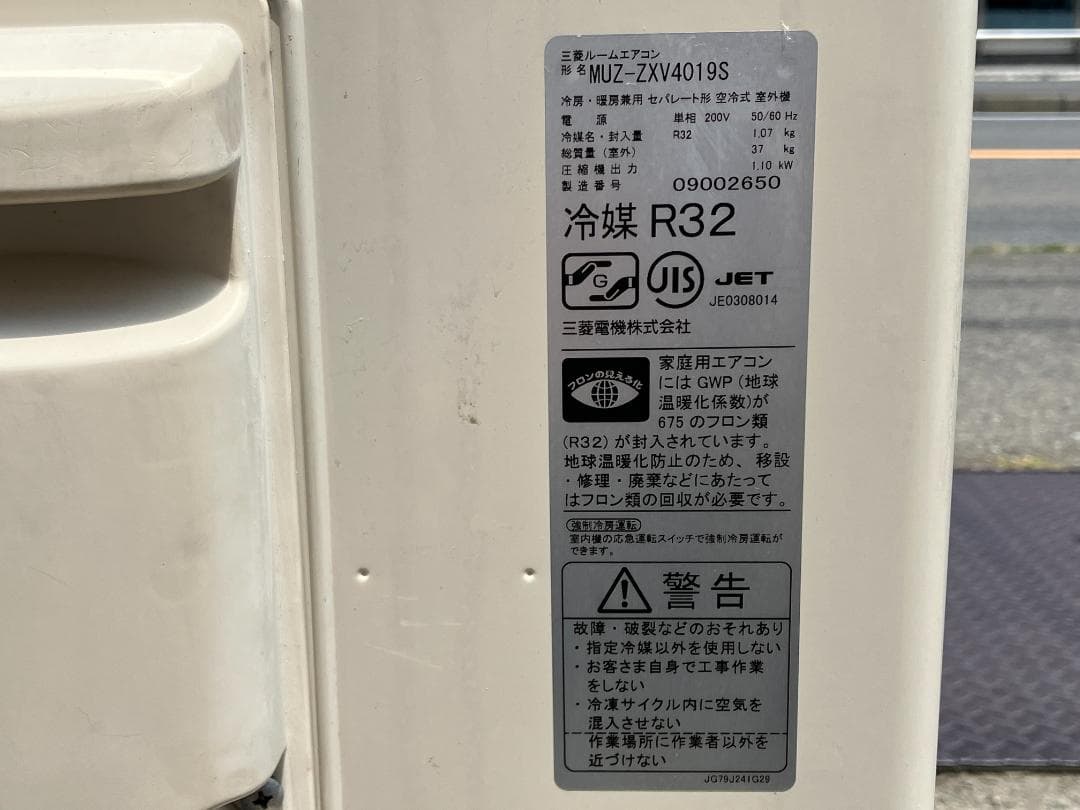 三菱ルームエアコン
形名 MUZ-ZXV4019S
冷房・暖房兼用 セパレート形 空冷式 室外機
電源 単相 200V 50/60 Hz
冷媒名・封入量 R32 1.07 kg
総質量（室外） 37 kg
圧縮機出力 1.10 kW
製造番号 09002650
冷媒 R32
G JIS JET
JE0308014
三菱電機株式会社
フロンの見える化
家庭用エアコン
にはGWP（地球
温暖化係数）が
675のフロン類
(R32) が封入されています。
地球温暖化防止のため、移設
・修理・廃棄などにあたって
はフロン類の回収が必要です。
強制冷房運転
室内機の応急運転スイッチで強制冷房運転が
できます。
警告
故障・破裂などのおそれあり
・指定冷媒以外を使用しない
・お客さま自身で工事作業
をしない
・冷凍サイクル内に空気を
混入させない
作業場所に作業者以外を
近づけない
JG79J241G29